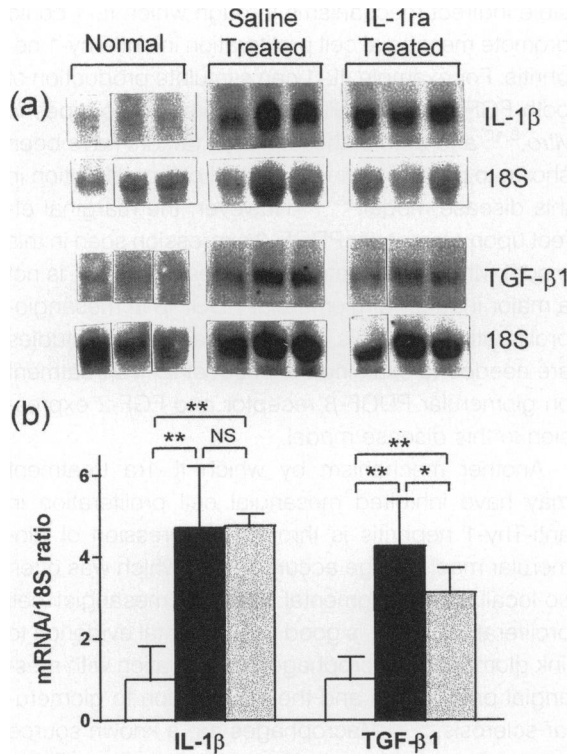 Normal
Saline Treated
IL-1ra Treated
(a)
IL-1β
18S
TGF-β1
18S
(b)
mRNA/18S ratio
6
4
2
0
**
**
NS
**
**
*
IL-1β
TGF-β1